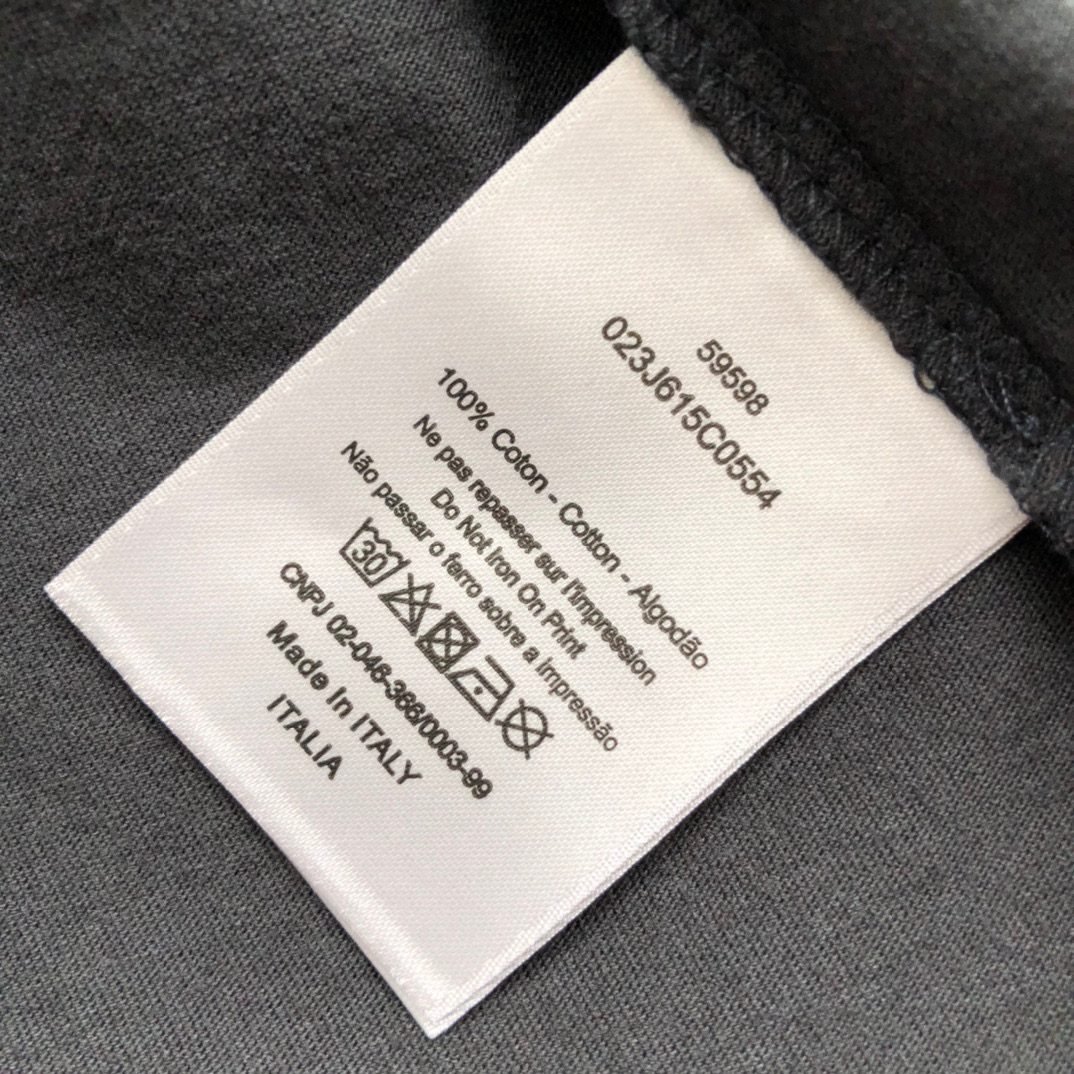 59598
023J615C0554
100% Coton - Cotton - Algodão
Ne pas repasser sur l'impression
Do Not Iron On Print
Não passar o ferro sobre a impressão
30
CNPJ 02-046-366/0003-99
Made In ITALY
ITALIA